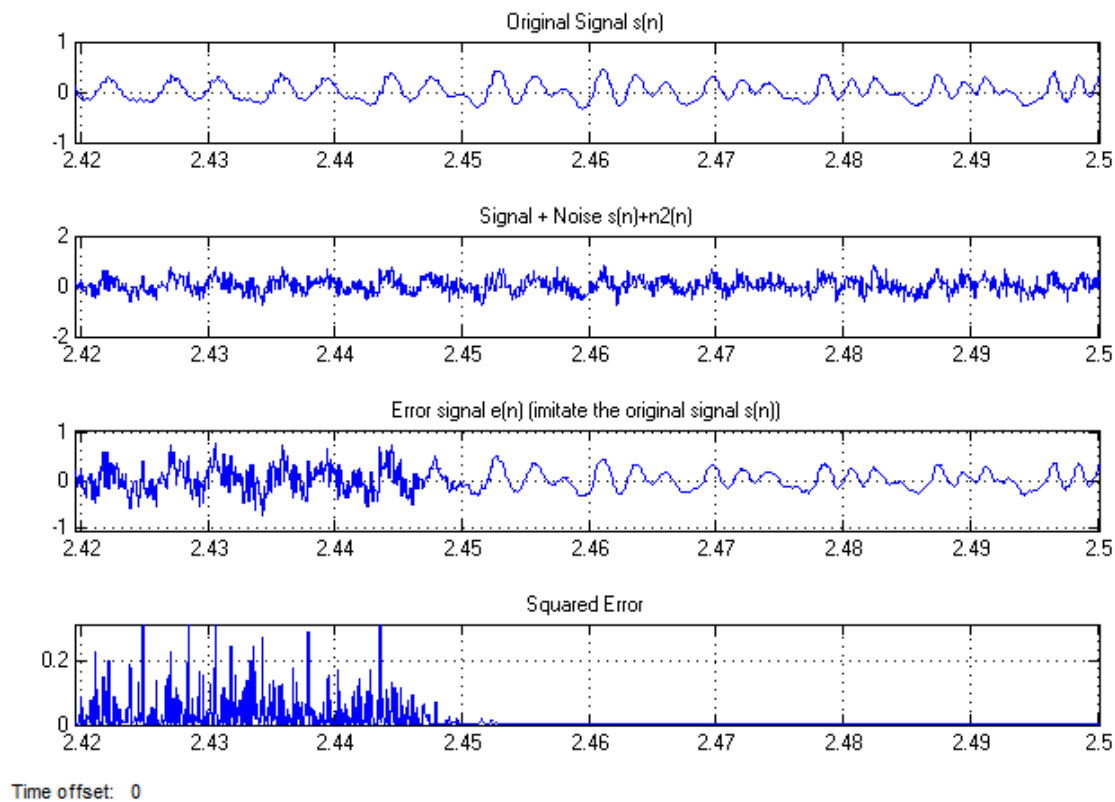 Original Signal s(n)
1
0
-1
2.42 2.43 2.44 2.45 2.46 2.47 2.48 2.49 2.5
Signal + Noise s(n)+n2(n)
2
0
-2
2.42 2.43 2.44 2.45 2.46 2.47 2.48 2.49 2.5
Error signal e(n) (imitate the original signal s(n))
1
0
-1
2.42 2.43 2.44 2.45 2.46 2.47 2.48 2.49 2.5
Squared Error
0.2
0
2.42 2.43 2.44 2.45 2.46 2.47 2.48 2.49 2.5
Time offset: 0